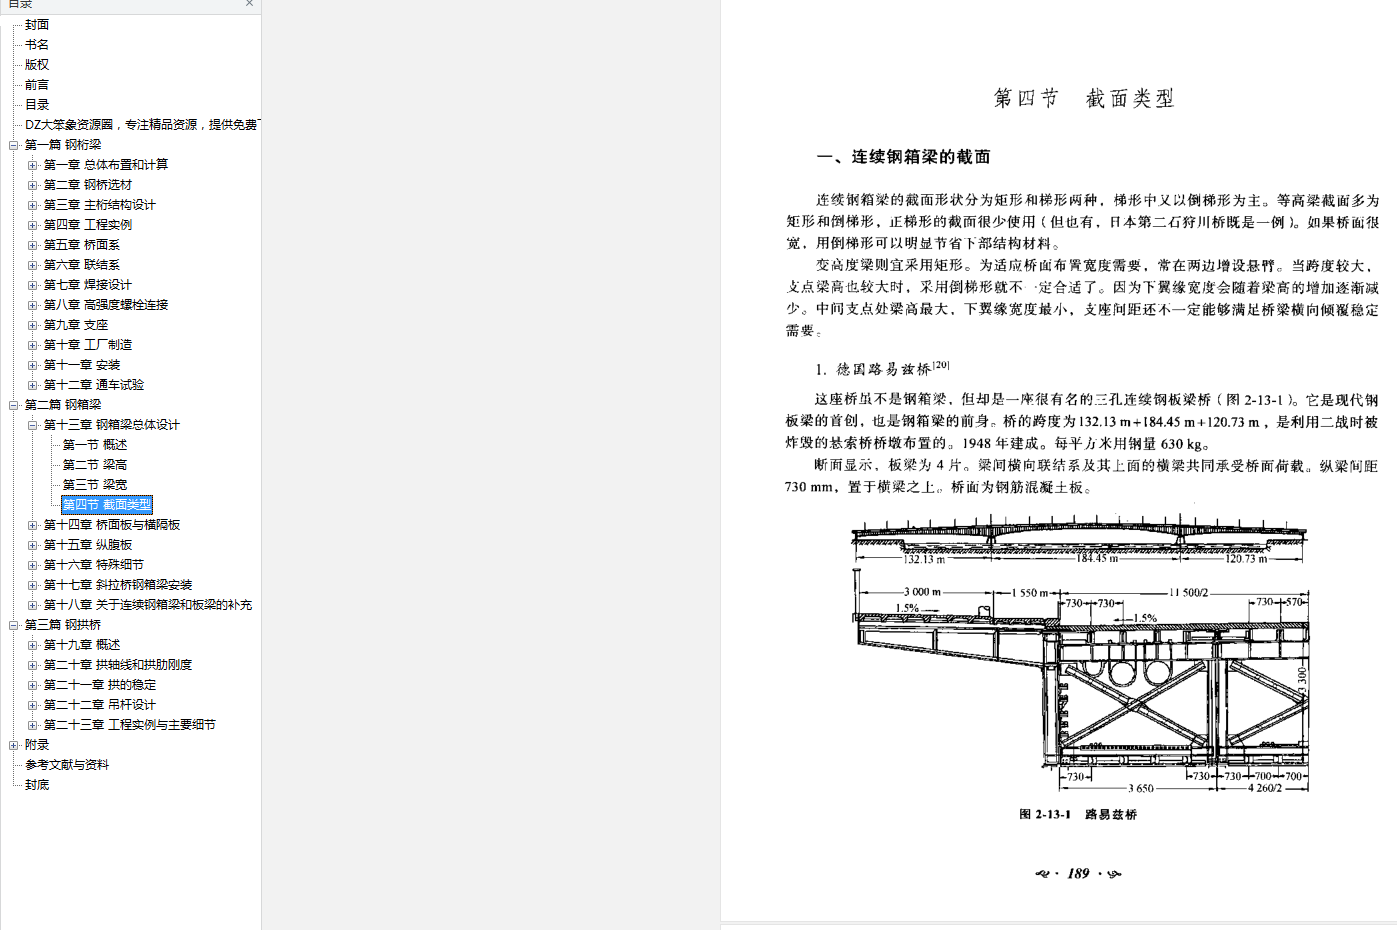 目录
封面
书名
版权
前言
目录
DZ大笨象资源圈，专注精品资源，提供免费
第一篇 钢桁梁
第一章 总体布置和计算
第二章 钢桥选材
第三章 主桁结构设计
第四章 工程实例
第五章 桥面系
第六章 联结系
第七章 焊接设计
第八章 高强度螺栓连接
第九章 支座
第十章 工厂制造
第十一章 安装
第十二章 通车试验
第二篇 钢箱梁
第十三章 钢箱梁总体设计
第一节 概述
第二节 梁高
第三节 梁宽
第四节 截面类型
第十四章 桥面板与横隔板
第十五章 纵腹板
第十六章 特殊细节
第十七章 斜拉桥钢箱梁安装
第十八章 关于连续钢箱梁和板梁的补充
第三篇 钢拱桥
第十九章 概述
第二十章 拱轴线和拱肋刚度
第二十一章 拱的稳定
第二十二章 吊杆设计
第二十三章 工程实例与主要细节
附录
参考文献与资料
封底
第四节 截面类型
一、连续钢箱梁的截面
连续钢箱梁的截面形状分为矩形和梯形两种，梯形中又以倒梯形为主。等高梁截面多为
矩形和倒梯形，正梯形的截面很少使用（但也有，日本第二石狩川桥既是一例）。如果桥面很
宽，用倒梯形可以明显节省下部结构材料。
变高度梁则宜采用矩形。为适应桥面布置宽度需要，常在两边增设悬臂。当跨度较大，
支点梁高也较大时，采用倒梯形就不一定合适了。因为下翼缘宽度会随着梁高的增加逐渐减
少。中间支点处梁高最大，下翼缘宽度最小，支座间距还不一定能够满足桥梁横向倾覆稳定
需要。
1. 德国路易兹桥[20]
这座桥虽不是钢箱梁，但却是一座很有名的三孔连续钢板梁桥（图 2-13-1）。它是现代钢
板梁的首创，也是钢箱梁的前身。桥的跨度为132.13 m+184.45 m+120.73 m，是利用二战时被
炸毁的悬索桥桥墩布置的。1948 年建成。每平方米用钢量 630 kg。
断面显示，板梁为 4 片。梁间横向联结系及其上面的横梁共同承受桥面荷载。纵梁间距
730 mm，置于横梁之上。桥面为钢筋混凝土板。
132.13 m 184.45 m 120.73 m
3 000 m 1 550 m 11 500/2
730 730 730 570
1.5% 1.5%
3 300
730 730 730 700 700
3 650 4 260/2
图 2-13-1 路易兹桥
189